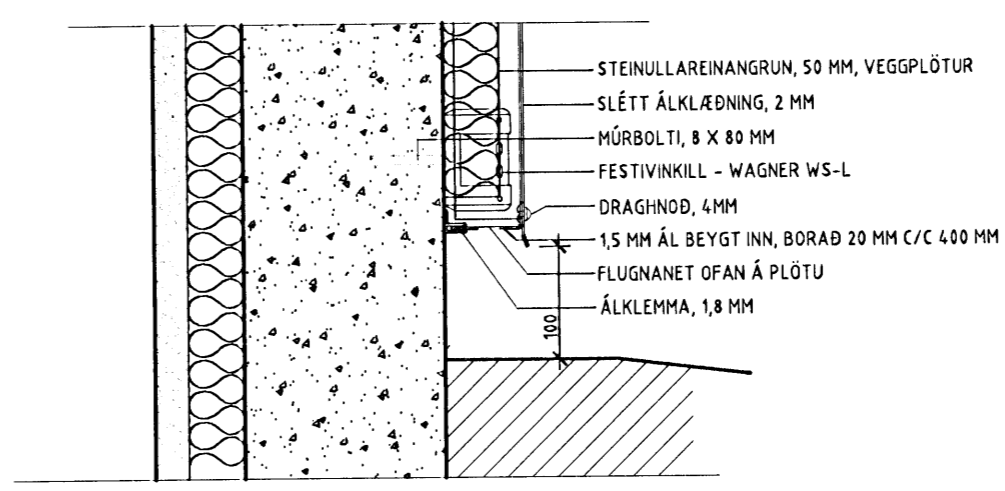 STEINULLAREINANGRUN, 50 MM, VEGGPLÖTUR
SLÉTT ÁLKLÆÐNING, 2 MM
MÚRBOLTI, 8 X 80 MM
FESTIVINKILL - WAGNER WS-L
DRAGHNOÐ, 4MM
1,5 MM ÁL BEYGT INN, BORAÐ 20 MM C/C 400 MM
FLUGNANET OFAN Á PLÖTU
ÁLKLEMMA, 1,8 MM
100